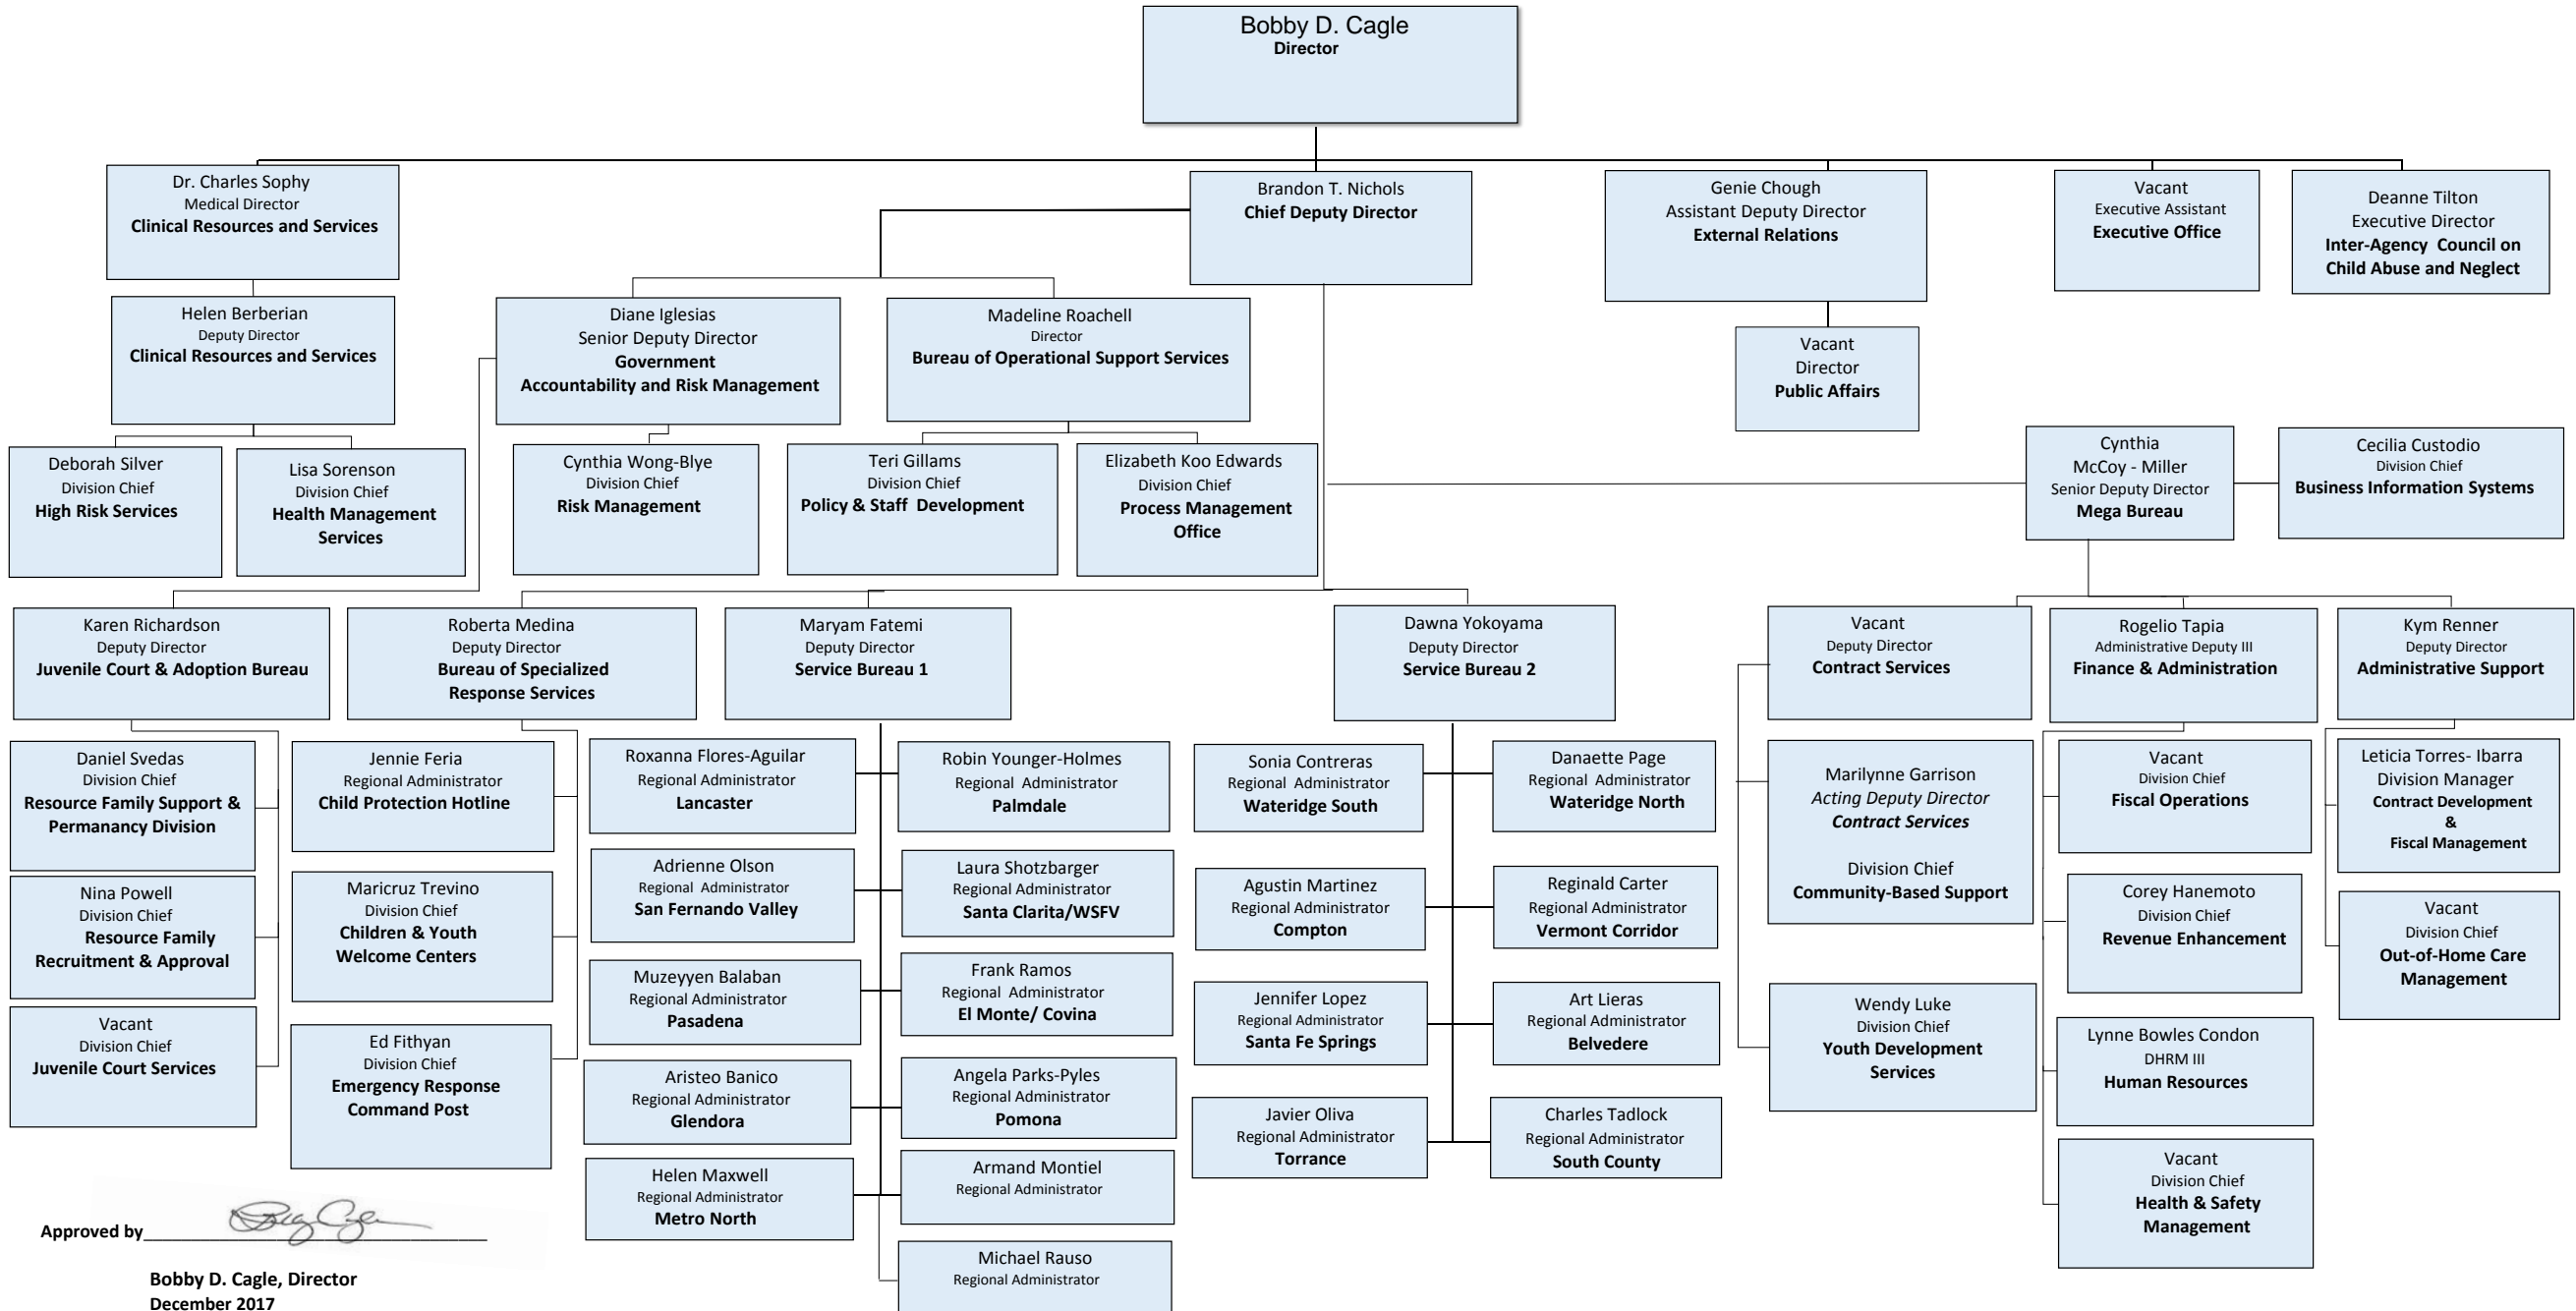 Bobby D. Cagle
Director
Dr. Charles Sophy
Medical Director
Clinical Resources and Services
Brandon T. Nichols
Chief Deputy Director
Genie Chough
Assistant Deputy Director
External Relations
Vacant
Executive Assistant
Executive Office
Deanne Tilton
Executive Director
Inter-Agency Council on
Child Abuse and Neglect
Helen Berberian
Deputy Director
Clinical Resources and Services
Diane Iglesias
Senior Deputy Director
Government
Accountability and Risk Management
Madeline Roachell
Director
Bureau of Operational Support Services
Vacant
Director
Public Affairs
Deborah Silver
Division Chief
High Risk Services
Lisa Sorenson
Division Chief
Health Management
Services
Cynthia Wong-Blye
Division Chief
Risk Management
Teri Gillams
Division Chief
Policy & Staff Development
Elizabeth Koo Edwards
Division Chief
Process Management
Office
Cynthia
McCoy - Miller
Senior Deputy Director
Mega Bureau
Cecilia Custodio
Division Chief
Business Information Systems
Karen Richardson
Deputy Director
Juvenile Court & Adoption Bureau
Roberta Medina
Deputy Director
Bureau of Specialized
Response Services
Maryam Fatemi
Deputy Director
Service Bureau 1
Dawna Yokoyama
Deputy Director
Service Bureau 2
Vacant
Deputy Director
Contract Services
Rogelio Tapia
Administrative Deputy III
Finance & Administration
Kym Renner
Deputy Director
Administrative Support
Daniel Svedas
Division Chief
Resource Family Support &
Permanancy Division
Nina Powell
Division Chief
Resource Family
Recruitment & Approval
Vacant
Division Chief
Juvenile Court Services
Jennie Feria
Regional Administrator
Child Protection Hotline
Maricruz Trevino
Division Chief
Children & Youth
Welcome Centers
Ed Fithyan
Division Chief
Emergency Response
Command Post
Roxanna Flores-Aguilar
Regional Administrator
Lancaster
Robin Younger-Holmes
Regional Administrator
Palmdale
Adrienne Olson
Regional Administrator
San Fernando Valley
Laura Shotzbarger
Regional Administrator
Santa Clarita/WSFV
Muzeyyen Balaban
Regional Administrator
Pasadena
Frank Ramos
Regional Administrator
El Monte/ Covina
Aristeo Banico
Regional Administrator
Glendora
Angela Parks-Pyles
Regional Administrator
Pomona
Helen Maxwell
Regional Administrator
Metro North
Armand Montiel
Regional Administrator
Michael Rauso
Regional Administrator
Sonia Contreras
Regional Administrator
Wateridge South
Danaette Page
Regional Administrator
Wateridge North
Agustin Martinez
Regional Administrator
Compton
Reginald Carter
Regional Administrator
Vermont Corridor
Jennifer Lopez
Regional Administrator
Santa Fe Springs
Art Lieras
Regional Administrator
Belvedere
Javier Oliva
Regional Administrator
Torrance
Charles Tadlock
Regional Administrator
South County
Marilynne Garrison
Acting Deputy Director
Contract Services
Division Chief
Community-Based Support
Wendy Luke
Division Chief
Youth Development
Services
Vacant
Division Chief
Fiscal Operations
Corey Hanemoto
Division Chief
Revenue Enhancement
Lynne Bowles Condon
DHRM III
Human Resources
Vacant
Division Chief
Health & Safety
Management
Leticia Torres- Ibarra
Division Manager
Contract Development
&
Fiscal Management
Vacant
Division Chief
Out-of-Home Care
Management
Approved by
Bobby D. Cagle, Director
December 2017